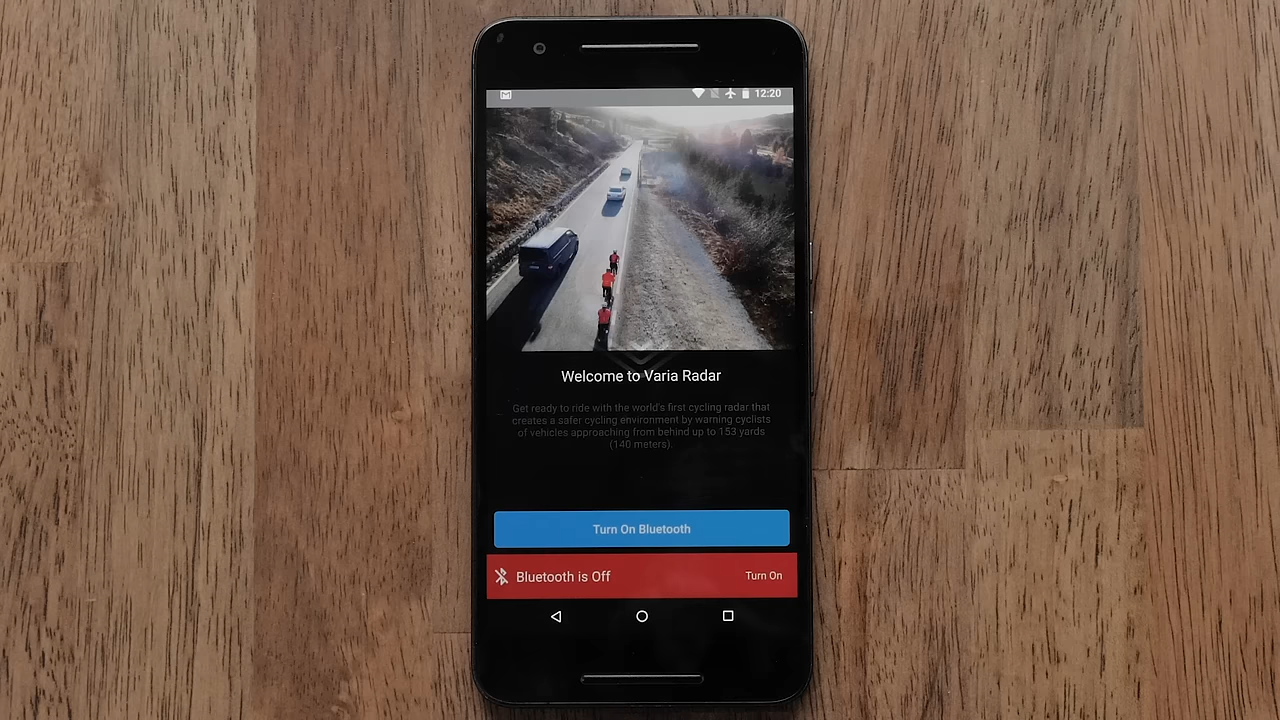 12:20
Welcome to Varia Radar
Get ready to ride with the world's first cycling radar that
creates a safer cycling environment by warning cyclists
of vehicles approaching from behind up to 153 yards
(140 meters).
Turn On Bluetooth
Bluetooth is Off Turn On